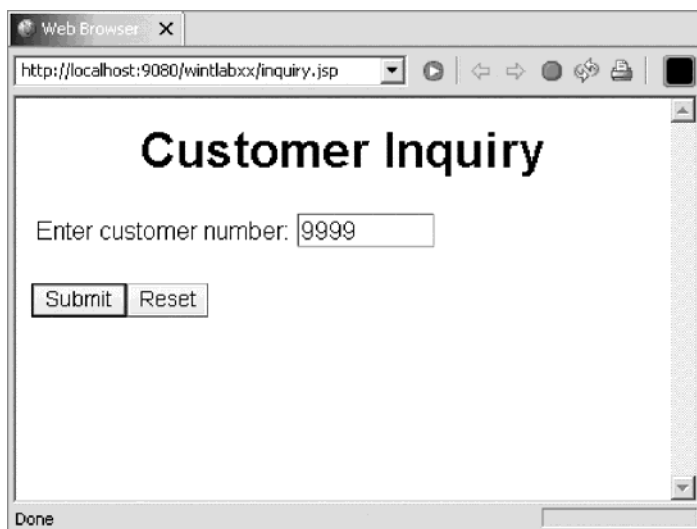 Web Browser
http://localhost:9080/wintlabxx/inquiry.jsp
Customer Inquiry
Enter customer number: 9999
Submit Reset
Done